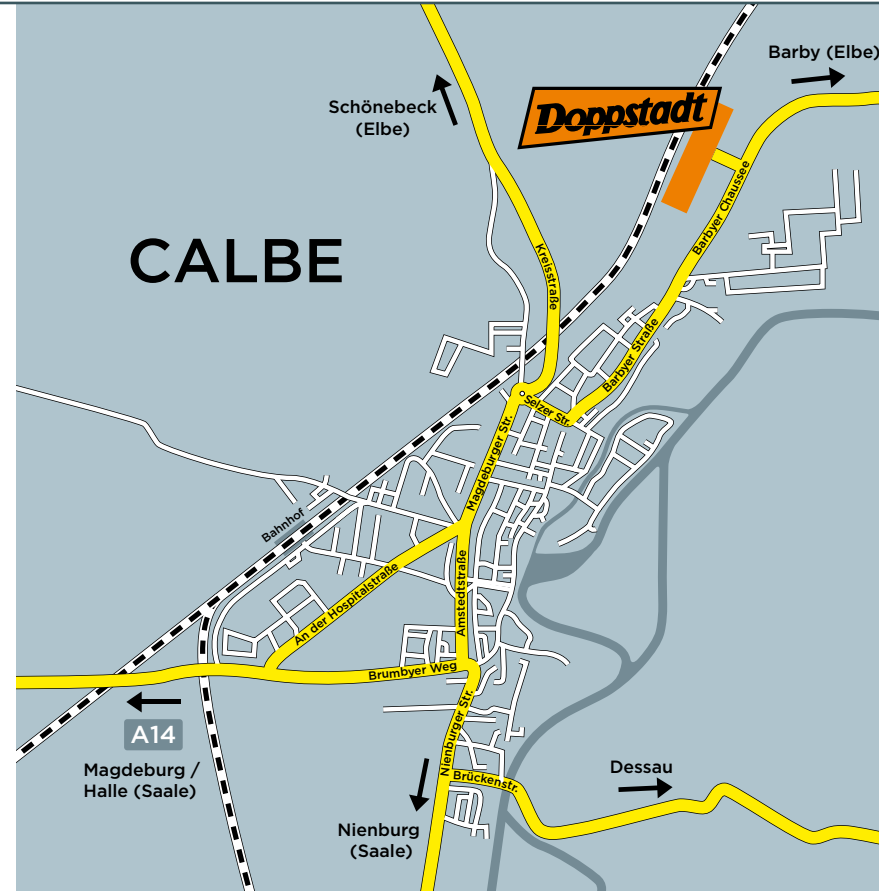 Barby (Elbe)
Schönebeck
(Elbe)
Doppstadt
CALBE
Barbyer Chaussee
Kreisstraße
Barbyer Straße
Selzer Str.
Magdeburger Str.
Bahnhof
An der Hospitalstraße
Amstedtstraße
Brumbyer Weg
A14
Magdeburg /
Halle (Saale)
Nienburger Str.
Brückenstr.
Dessau
Nienburg
(Saale)